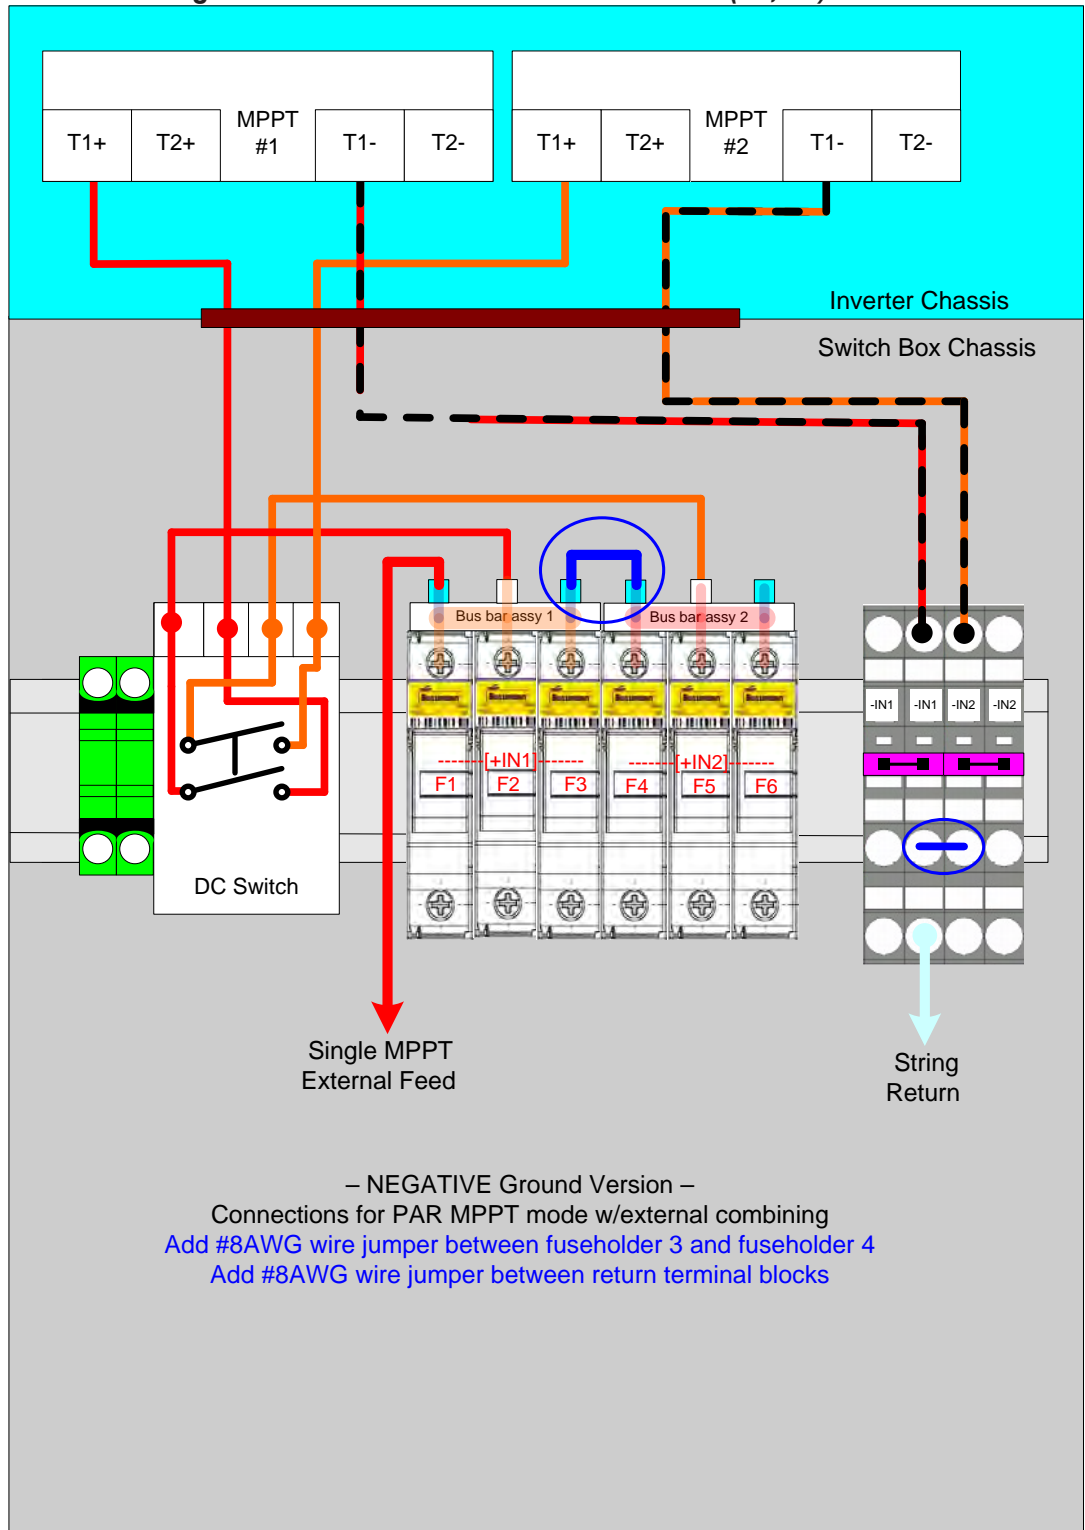 T1+ T2+ MPPT #1 T1- T2-
T1+ T2+ MPPT #2 T1- T2-
Inverter Chassis
Switch Box Chassis
Bus bar assy 1
Bus bar assy 2
-IN1 -IN1 -IN2 -IN2
[+IN1]
[+IN2]
F1 F2 F3 F4 F5 F6
DC Switch
Single MPPT
External Feed
String
Return
– NEGATIVE Ground Version –
Connections for PAR MPPT mode w/external combining
Add #8AWG wire jumper between fuseholder 3 and fuseholder 4
Add #8AWG wire jumper between return terminal blocks